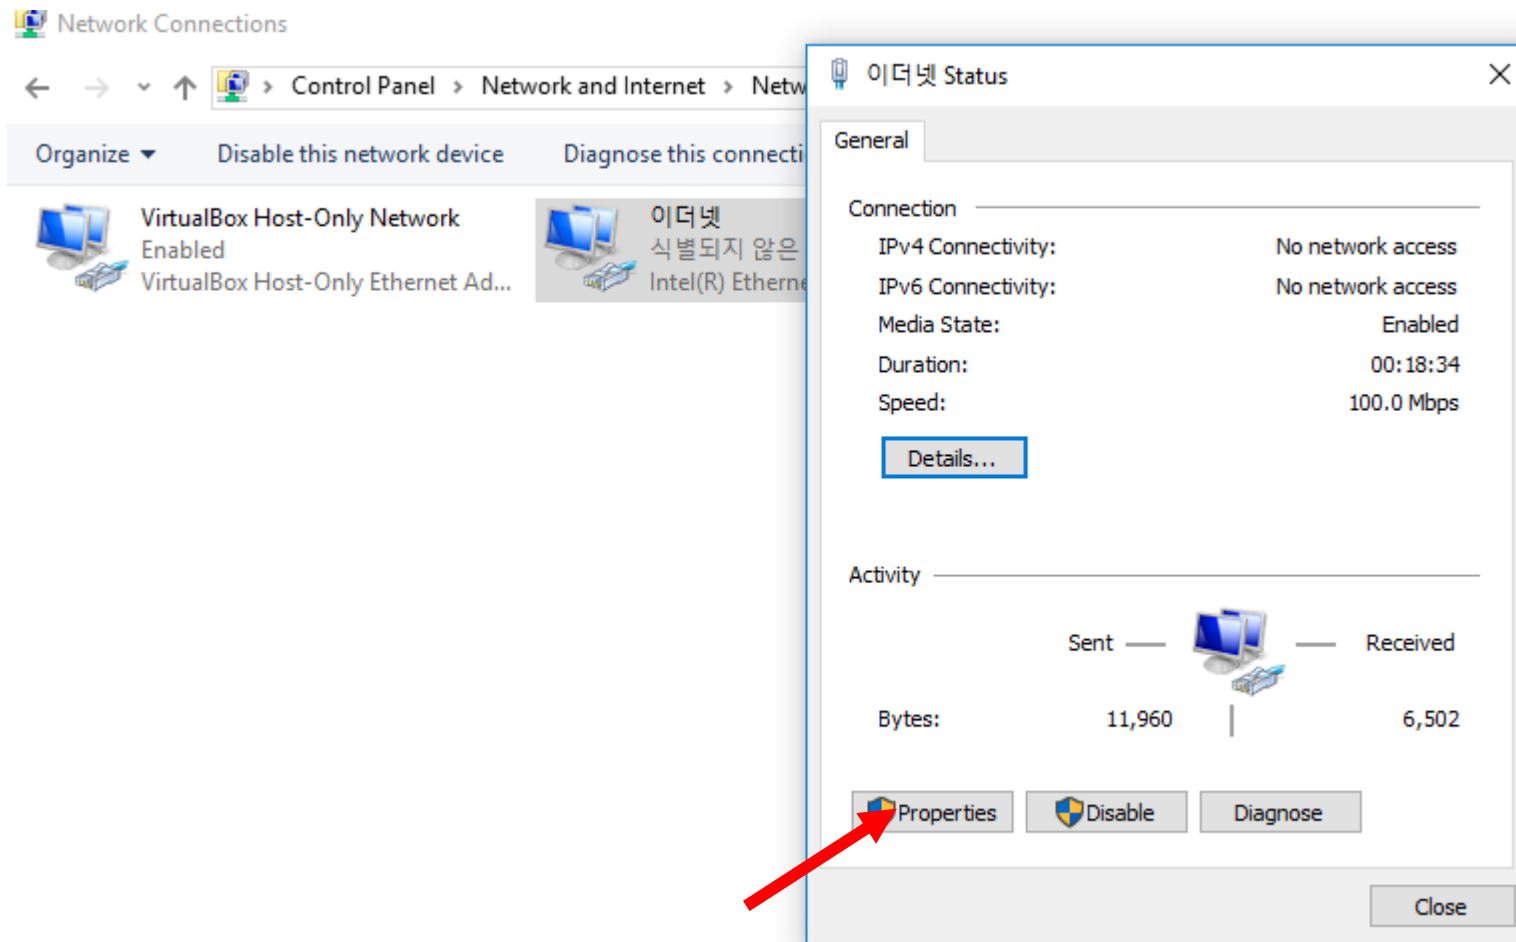 Network Connections
Control Panel > Network and Internet > Netw
Organize Disable this network device Diagnose this connecti
VirtualBox Host-Only Network
Enabled
VirtualBox Host-Only Ethernet Ad...
이더넷
식별되지 않은
Intel(R) Etherne
이더넷 Status
General
Connection
IPv4 Connectivity: No network access
IPv6 Connectivity: No network access
Media State: Enabled
Duration: 00:18:34
Speed: 100.0 Mbps
Details...
Activity
Sent Received
Bytes: 11,960 6,502
Properties Disable Diagnose
Close